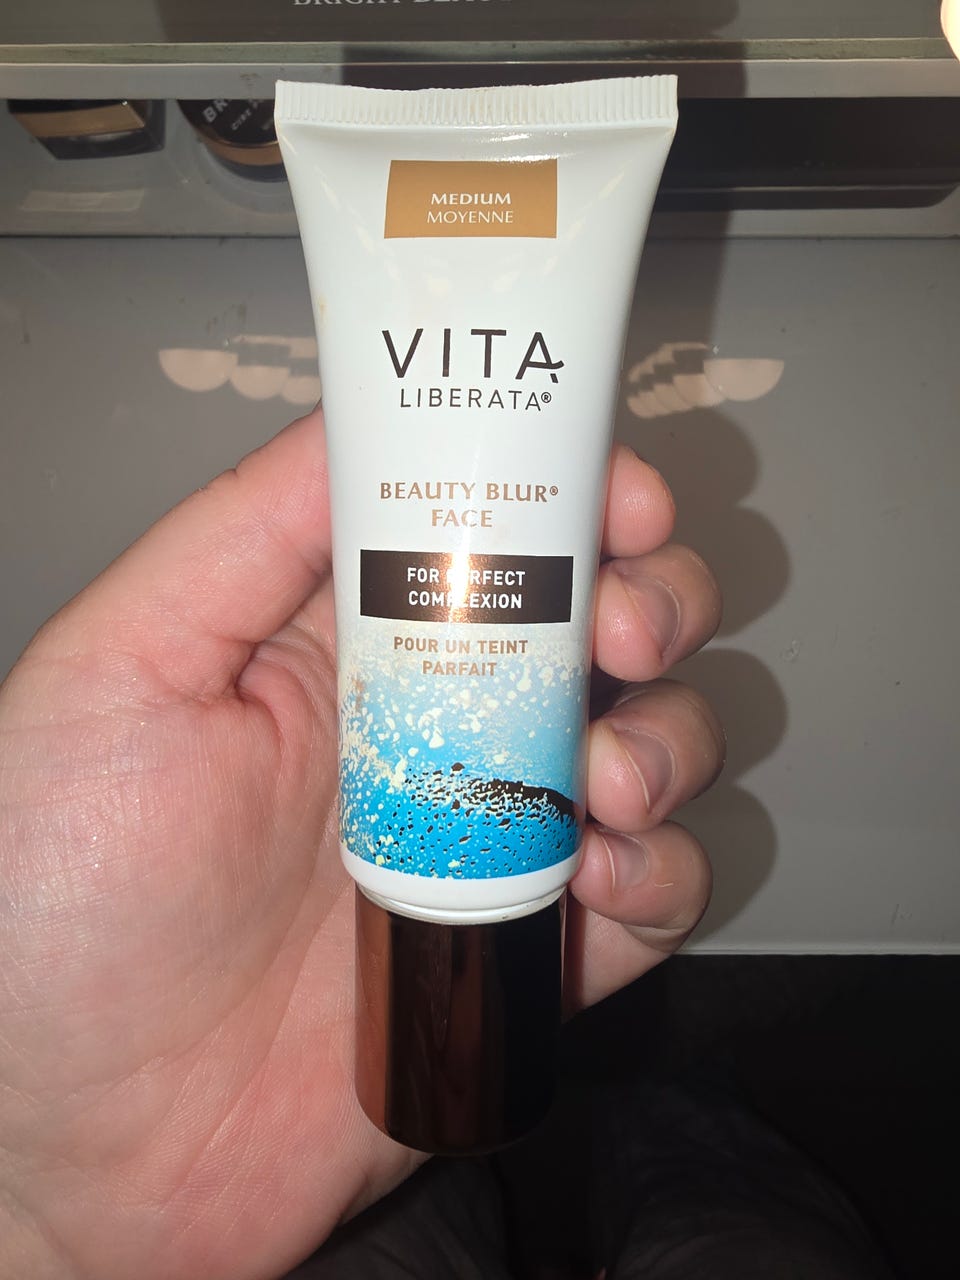 MEDIUM
MOYENNE
VITA
LIBERATA®
BEAUTY BLUR®
FACE
FOR PERFECT
COMPLEXION
POUR UN TEINT
PARFAIT